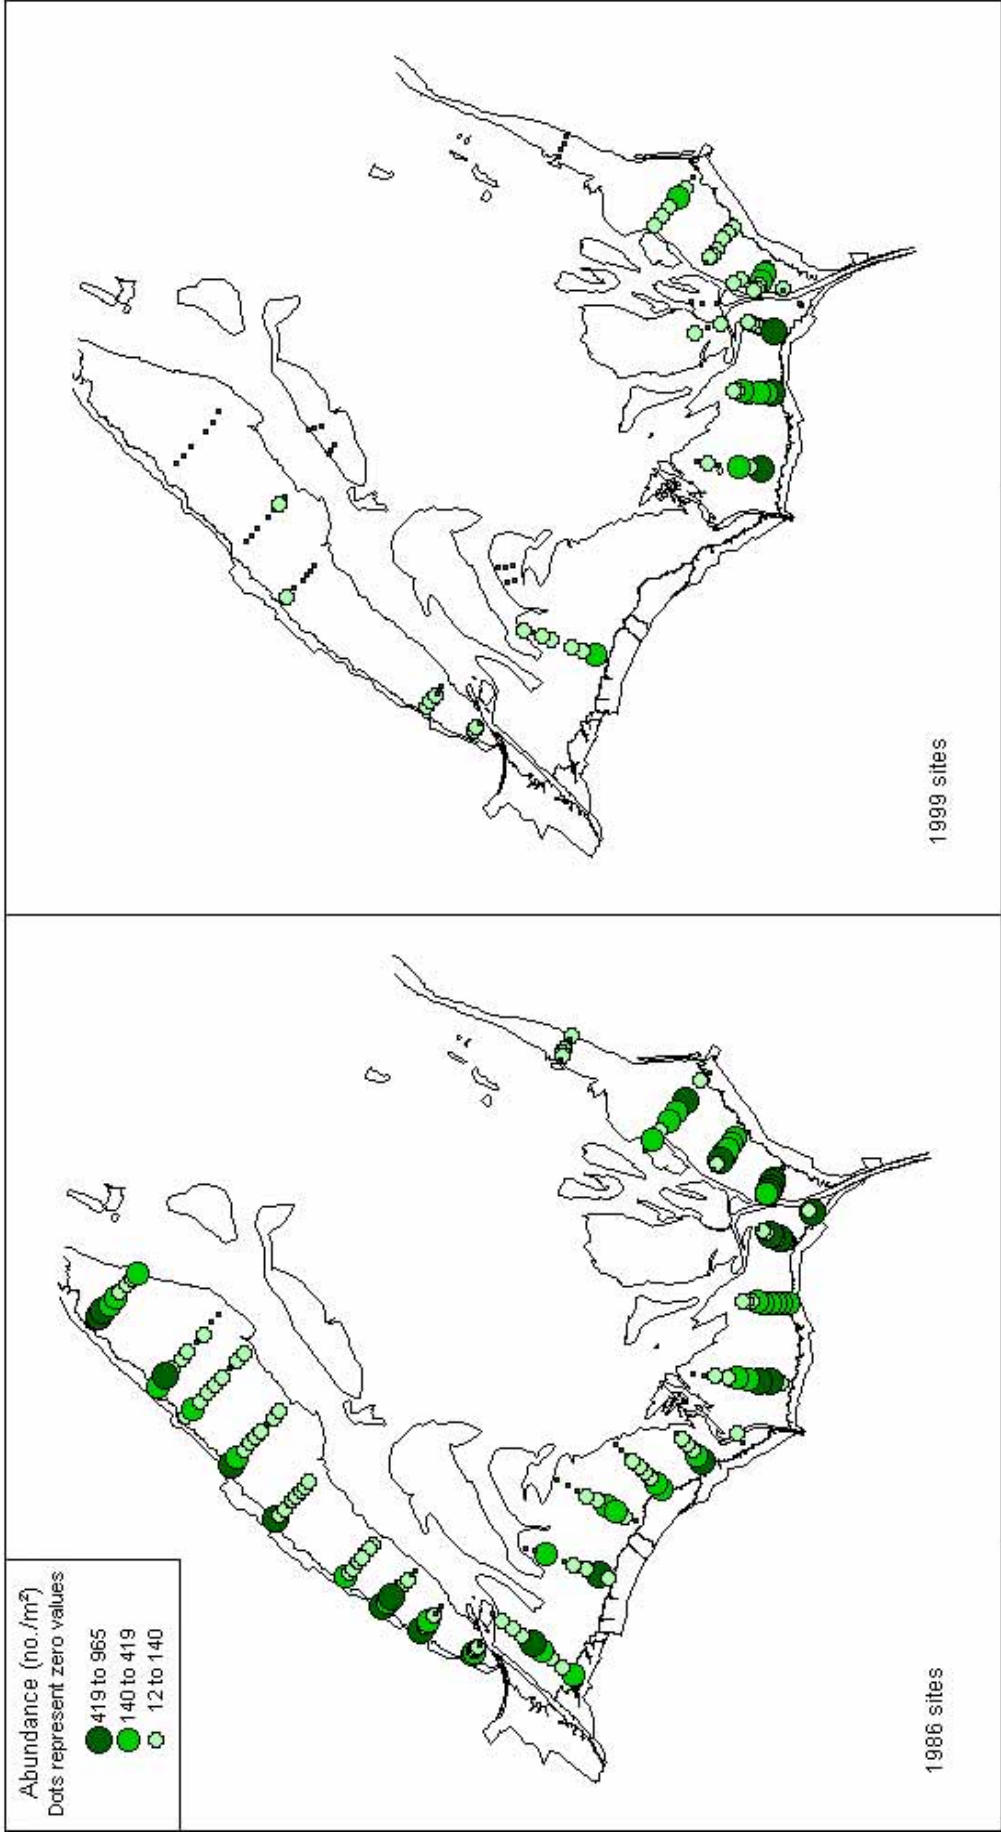 Abundance (no./m²)
Dots represent zero values
419 to 965
140 to 419
12 to 140
1986 sites
1999 sites